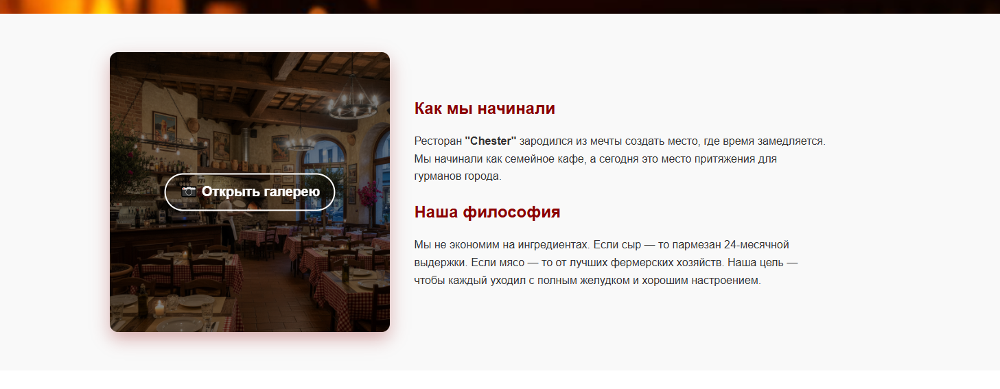 📷 Открыть галерею
Как мы начинали
Ресторан "Chester" зародился из мечты создать место, где время замедляется.
Мы начинали как семейное кафе, а сегодня это место притяжения для
гурманов города.
Наша философия
Мы не экономим на ингредиентах. Если сыр — то пармезан 24-месячной
выдержки. Если мясо — то от лучших фермерских хозяйств. Наша цель —
чтобы каждый уходил с полным желудком и хорошим настроением.